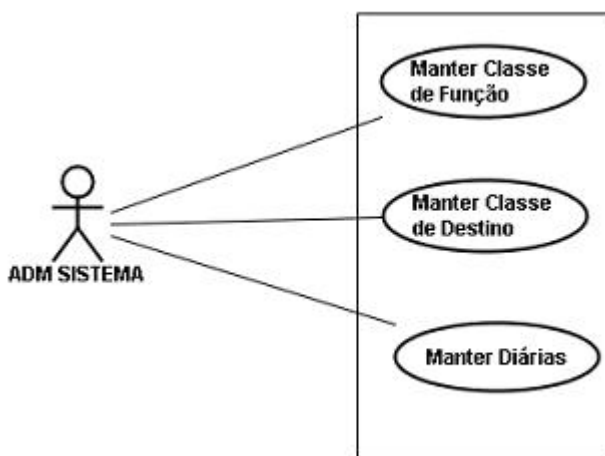 Manter Classe
de Função
Manter Classe
de Destino
ADM SISTEMA
Manter Diárias